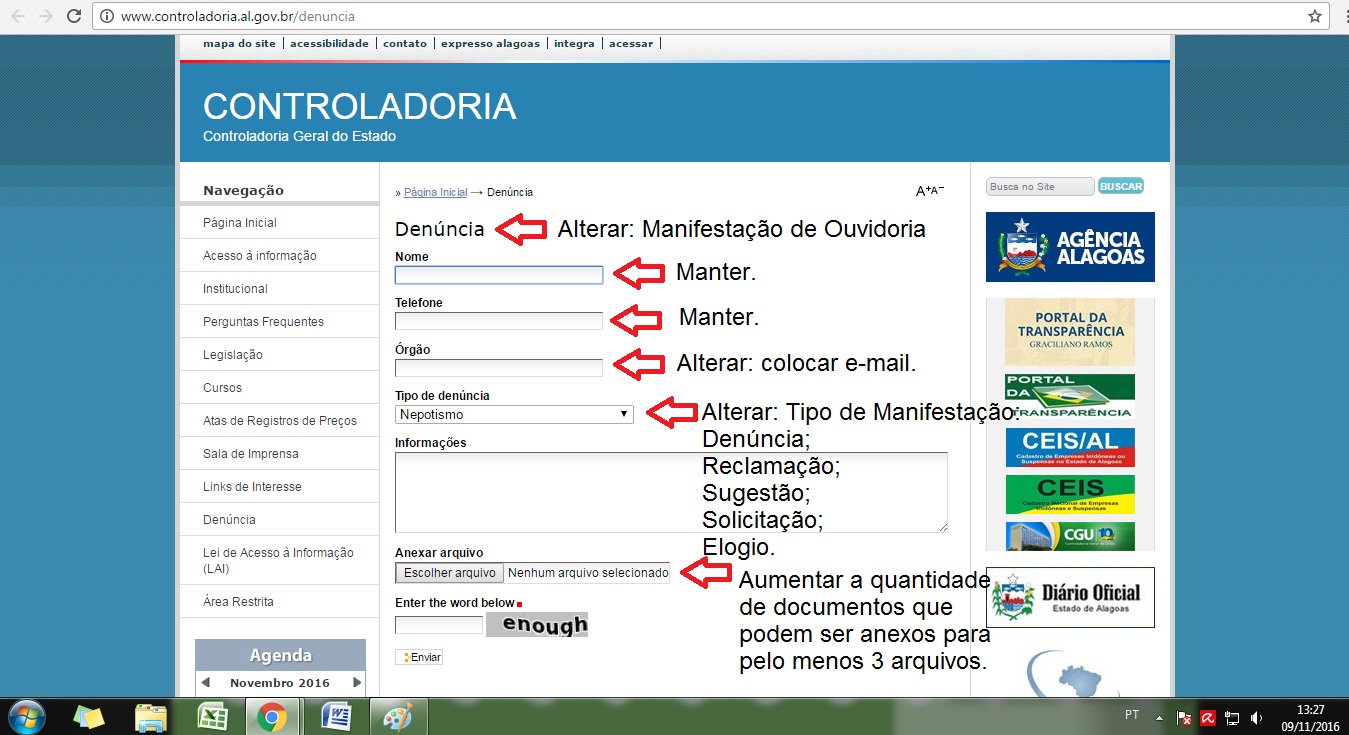 www.controladoria.al.gov.br/denuncia
mapa do site | acessibilidade | contato | expresso alagoas | integra | acessar |
CONTROLADORIA
Controladoria Geral do Estado
Navegação
Página Inicial
Acesso à informação
Institucional
Perguntas Frequentes
Legislação
Cursos
Atas de Registros de Preços
Sala de Imprensa
Links de Interesse
Denúncia
Lei de Acesso à Informação
(LAI)
Área Restrita
Agenda
Novembro 2016
» Página Inicial → Denúncia
A+A-
Denúncia
Alterar: Manifestação de Ouvidoria
Nome
Manter.
Telefone
Manter.
Órgão
Alterar: colocar e-mail.
Tipo de denúncia
Nepotismo
Alterar: Tipo de Manifestação:
Denúncia;
Reclamação;
Sugestão;
Solicitação;
Elogio.
Informações
Anexar arquivo
Escolher arquivo Nenhum arquivo selecionado
Aumentar a quantidade
de documentos que
podem ser anexos para
pelo menos 3 arquivos.
Enter the word below
enough
Enviar
Busca no Site
BUSCAR
AGÊNCIA
ALAGOAS
PORTAL DA
TRANSPARÊNCIA
GRACILIANO RAMOS
PORTAL
DA
TRANSPARÊNCIA
CEIS/AL
Cadastro de Empresas Inidôneas ou
Suspensas no Estado de Alagoas
CEIS
Cadastro Nacional de Empresas
Inidôneas e Suspensas
CGU
Diário Oficial
Estado de Alagoas
PT
13:27
09/11/2016